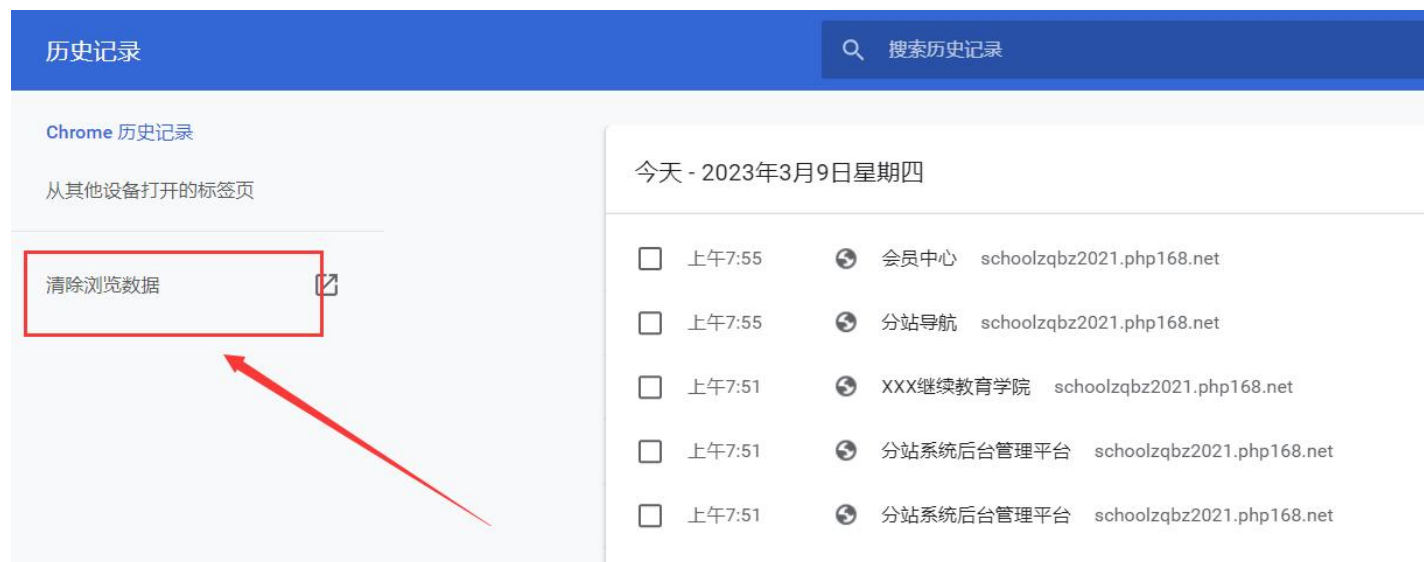 历史记录
搜索历史记录
Chrome 历史记录
从其他设备打开的标签页
清除浏览数据
今天 - 2023年3月9日星期四
上午7:55 会员中心 schoolzqbz2021.php168.net
上午7:55 分站导航 schoolzqbz2021.php168.net
上午7:51 XXX继续教育学院 schoolzqbz2021.php168.net
上午7:51 分站系统后台管理平台 schoolzqbz2021.php168.net
上午7:51 分站系统后台管理平台 schoolzqbz2021.php168.net